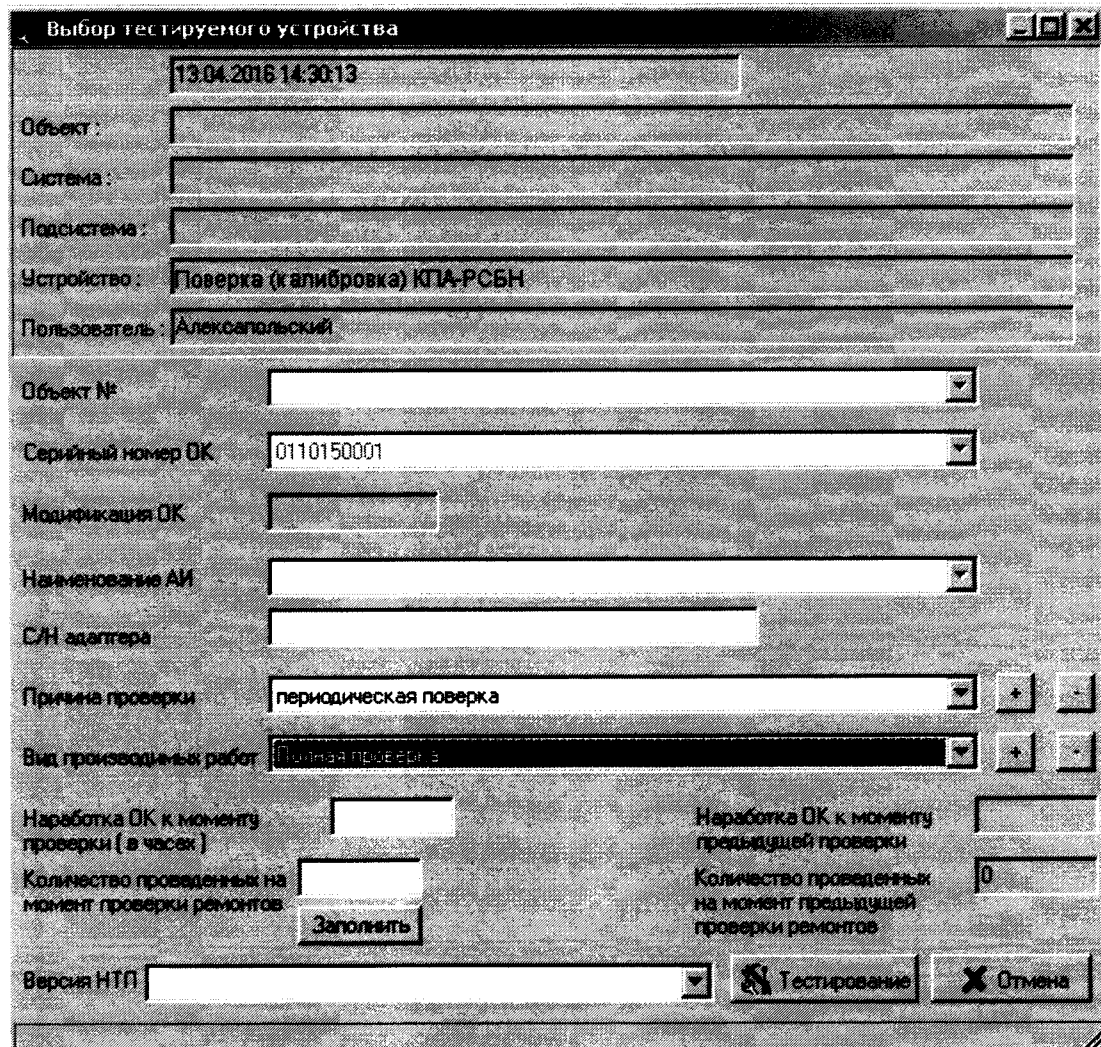 Выбор тестируемого устройства
13.04.2016 14:30:13
Объект :
Система :
Подсистема :
Устройство : Поверка (калибровка) КПА-РСБН
Пользователь : Алексапольский
Объект №
Серийный номер ОК 0110150001
Модификация ОК
Наименование АИ
С/Н адаптера
Причина проверки периодическая поверка + -
Вид производимых работ Полная проверка + -
Наработка ОК к моменту
проверки ( в часах )
Наработка ОК к моменту
предыдущей проверки
Количество проведенных на
момент проверки ремонтов
Заполнить
Количество проведенных
на момент предыдущей
проверки ремонтов
0
Версия НТП
Тестирование
Отмена